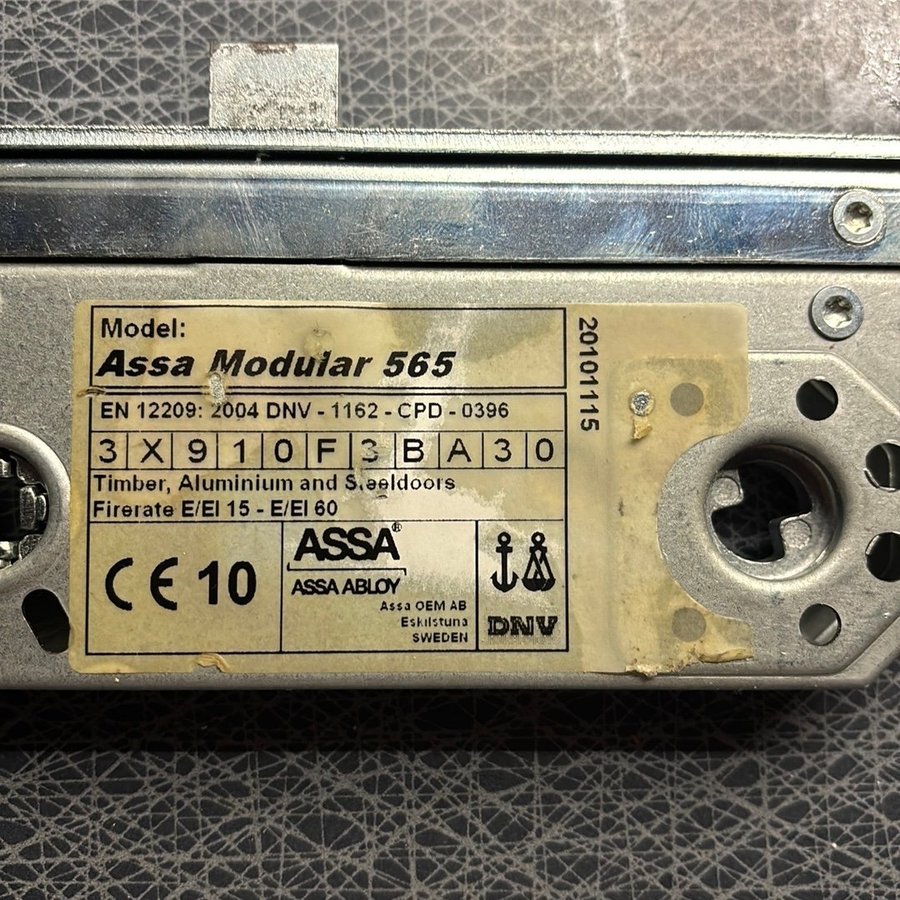 Model:
Assa Modular 565
20101115
EN 12209: 2004 DNV - 1162 - CPD - 0396
3 X 9 1 0 F 3 B A 3 0
Timber, Aluminium and Steeldoors
Firerate E/EI 15 - E/EI 60
CE 10
ASSA®
ASSA ABLOY
Assa OEM AB
Eskilstuna
SWEDEN
DNV